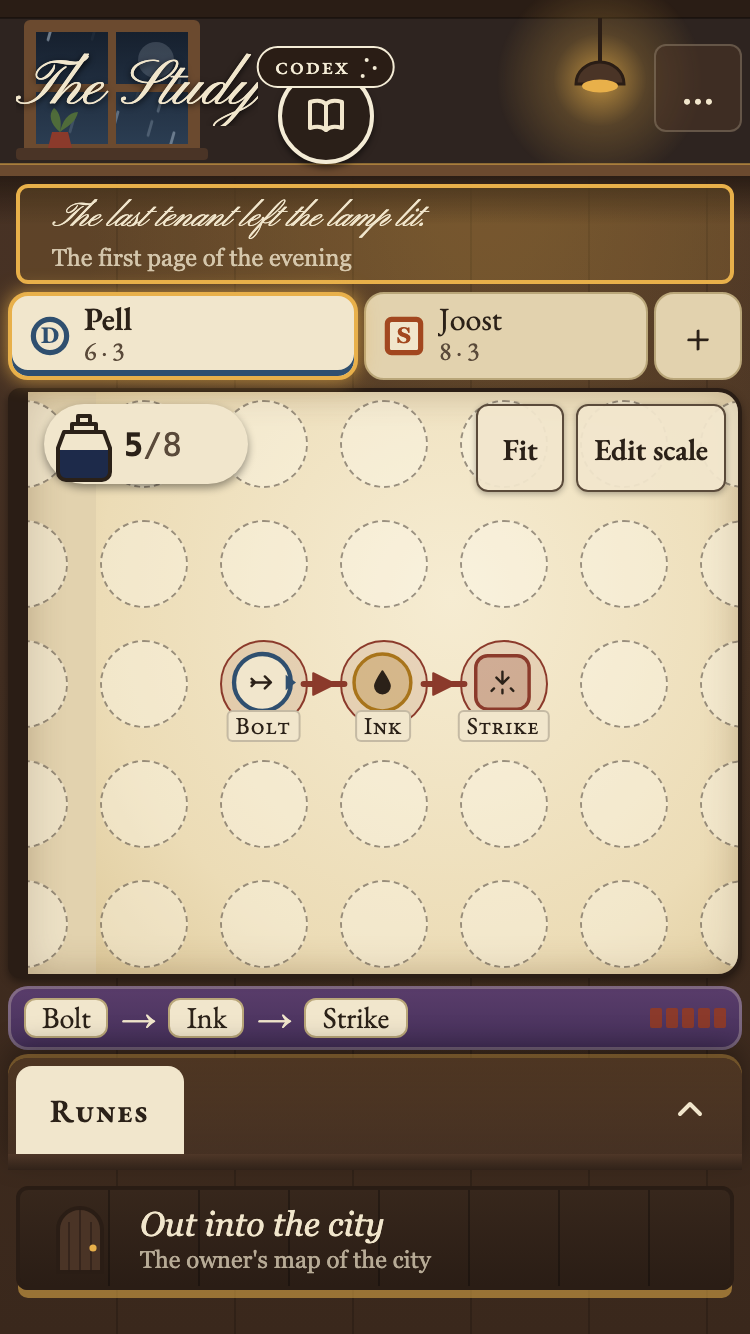 The Study
CODEX
...
The last tenant left the lamp lit.
The first page of the evening
D
Pell
6 · 3
S
Joost
8 · 3
+
5/8
Fit
Edit scale
Bolt
Ink
Strike
Bolt → Ink → Strike
Runes
Out into the city
The owner's map of the city